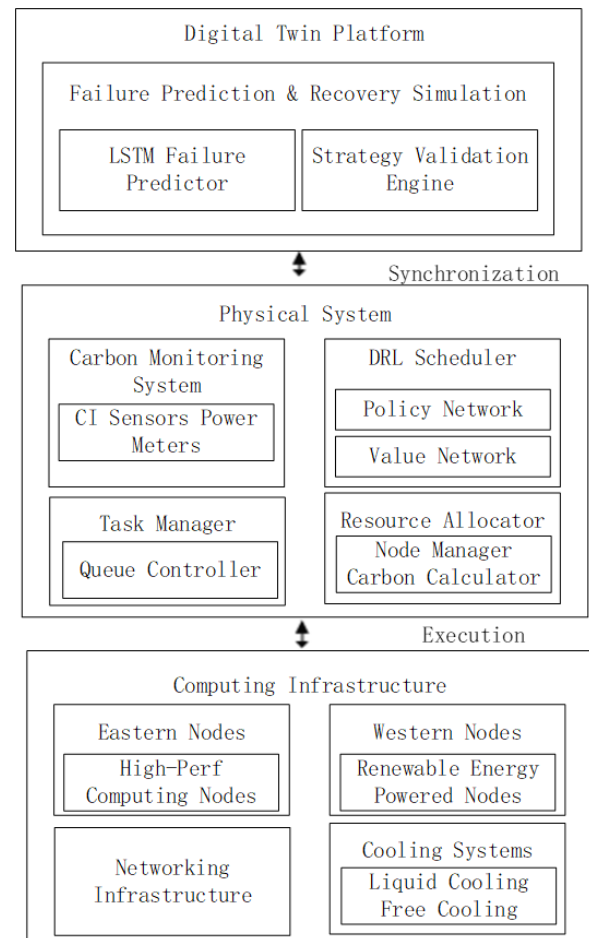 Digital Twin Platform
Failure Prediction & Recovery Simulation
LSTM Failure
Predictor
Strategy Validation
Engine
Synchronization
Physical System
Carbon Monitoring
System
CI Sensors Power
Meters
DRL Scheduler
Policy Network
Value Network
Task Manager
Queue Controller
Resource Allocator
Node Manager
Carbon Calculator
Execution
Computing Infrastructure
Eastern Nodes
High-Perf
Computing Nodes
Western Nodes
Renewable Energy
Powered Nodes
Networking
Infrastructure
Cooling Systems
Liquid Cooling
Free Cooling